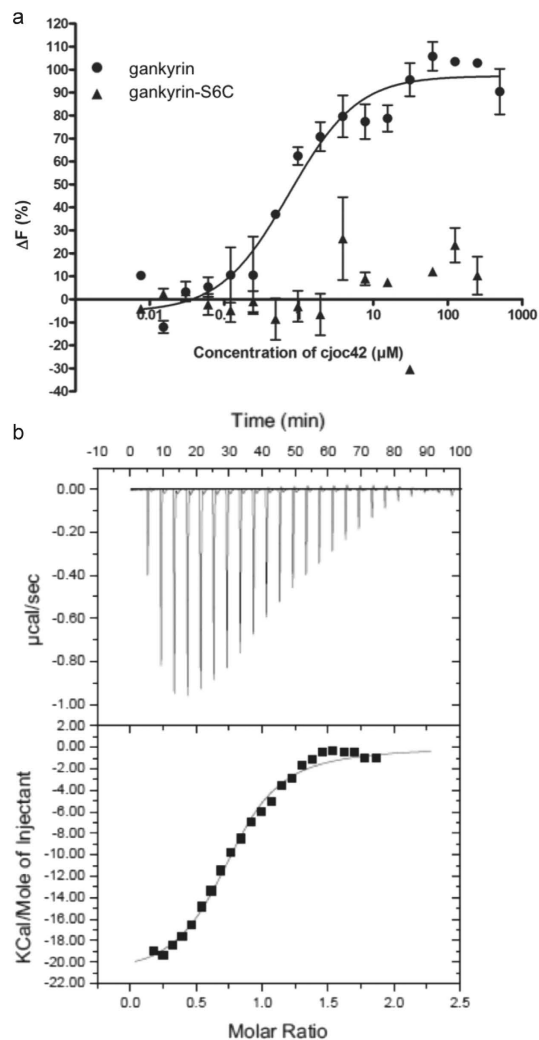 a
gankyrin
gankyrin-S6C
120
110
100
90
80
70
60
50
40
30
20
10
0
-10
-20
-30
-40
ΔF (%)
0.01 0.1 10 100 1000
Concentration of cjoc42 (µM)
b
Time (min)
-10 0 10 20 30 40 50 60 70 80 90 100
0.00
-0.20
-0.40
-0.60
-0.80
-1.00
µcal/sec
2.00
0.00
-2.00
-4.00
-6.00
-8.00
-10.00
-12.00
-14.00
-16.00
-18.00
-20.00
-22.00
KCal/Mole of Injectant
0.0 0.5 1.0 1.5 2.0 2.5
Molar Ratio